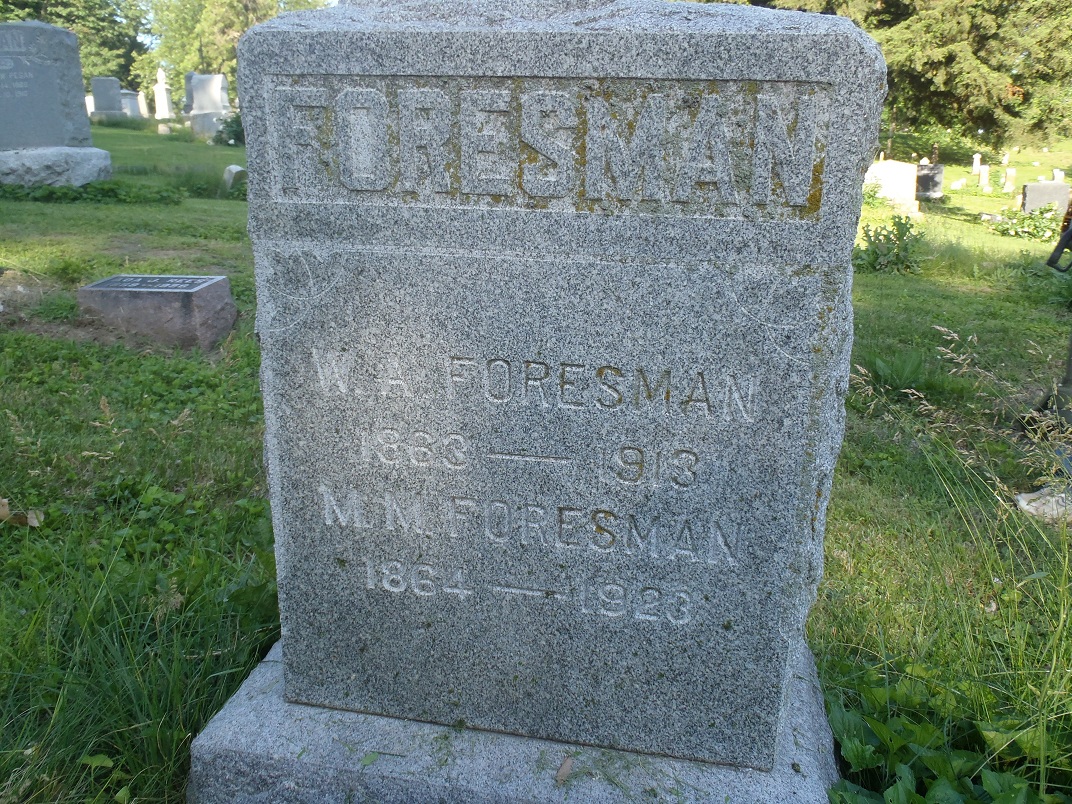 FORESMAN
W. A. FORESMAN
1863 — 1913
M. M. FORESMAN
1864 — 1923